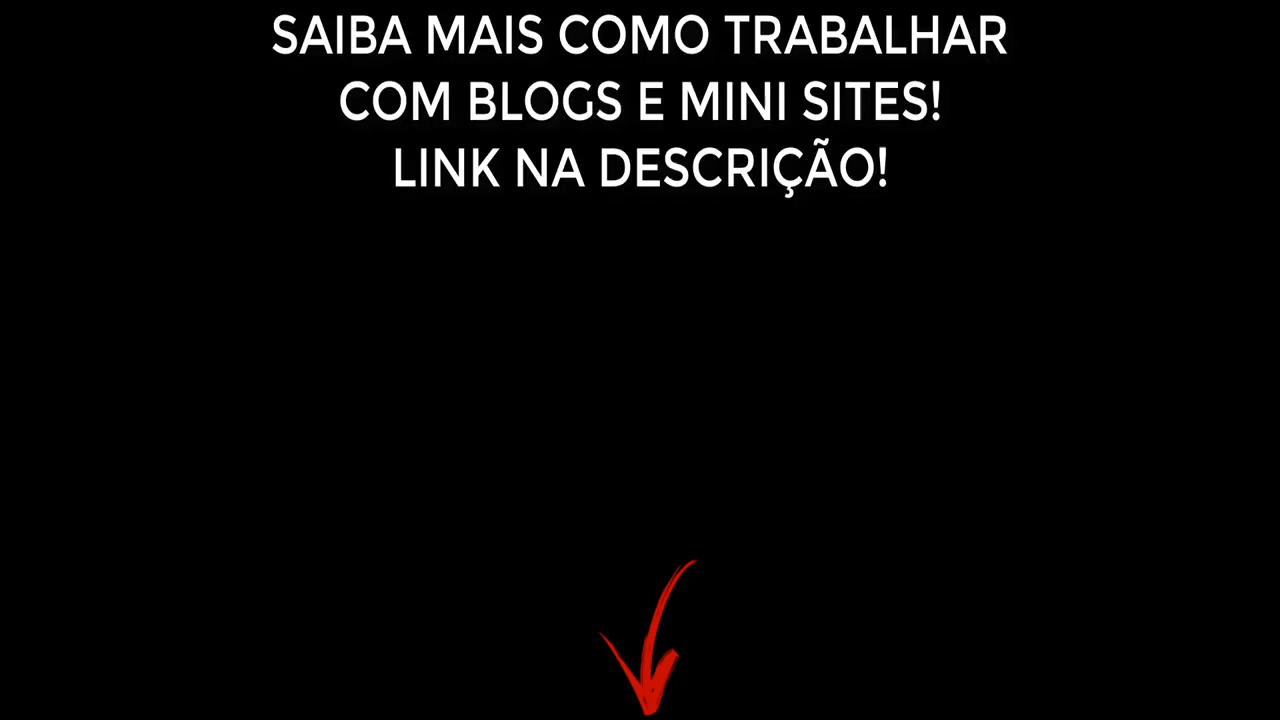 SAIBA MAIS COMO TRABALHAR
COM BLOGS E MINI SITES!
LINK NA DESCRIÇÃO!